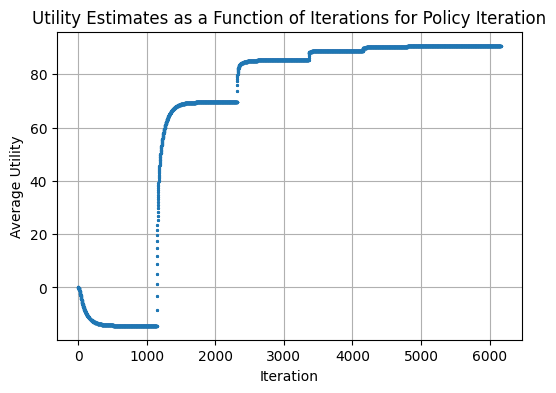 Utility Estimates as a Function of Iterations for Policy Iteration
80
60
40
20
0
Average Utility
0 1000 2000 3000 4000 5000 6000
Iteration